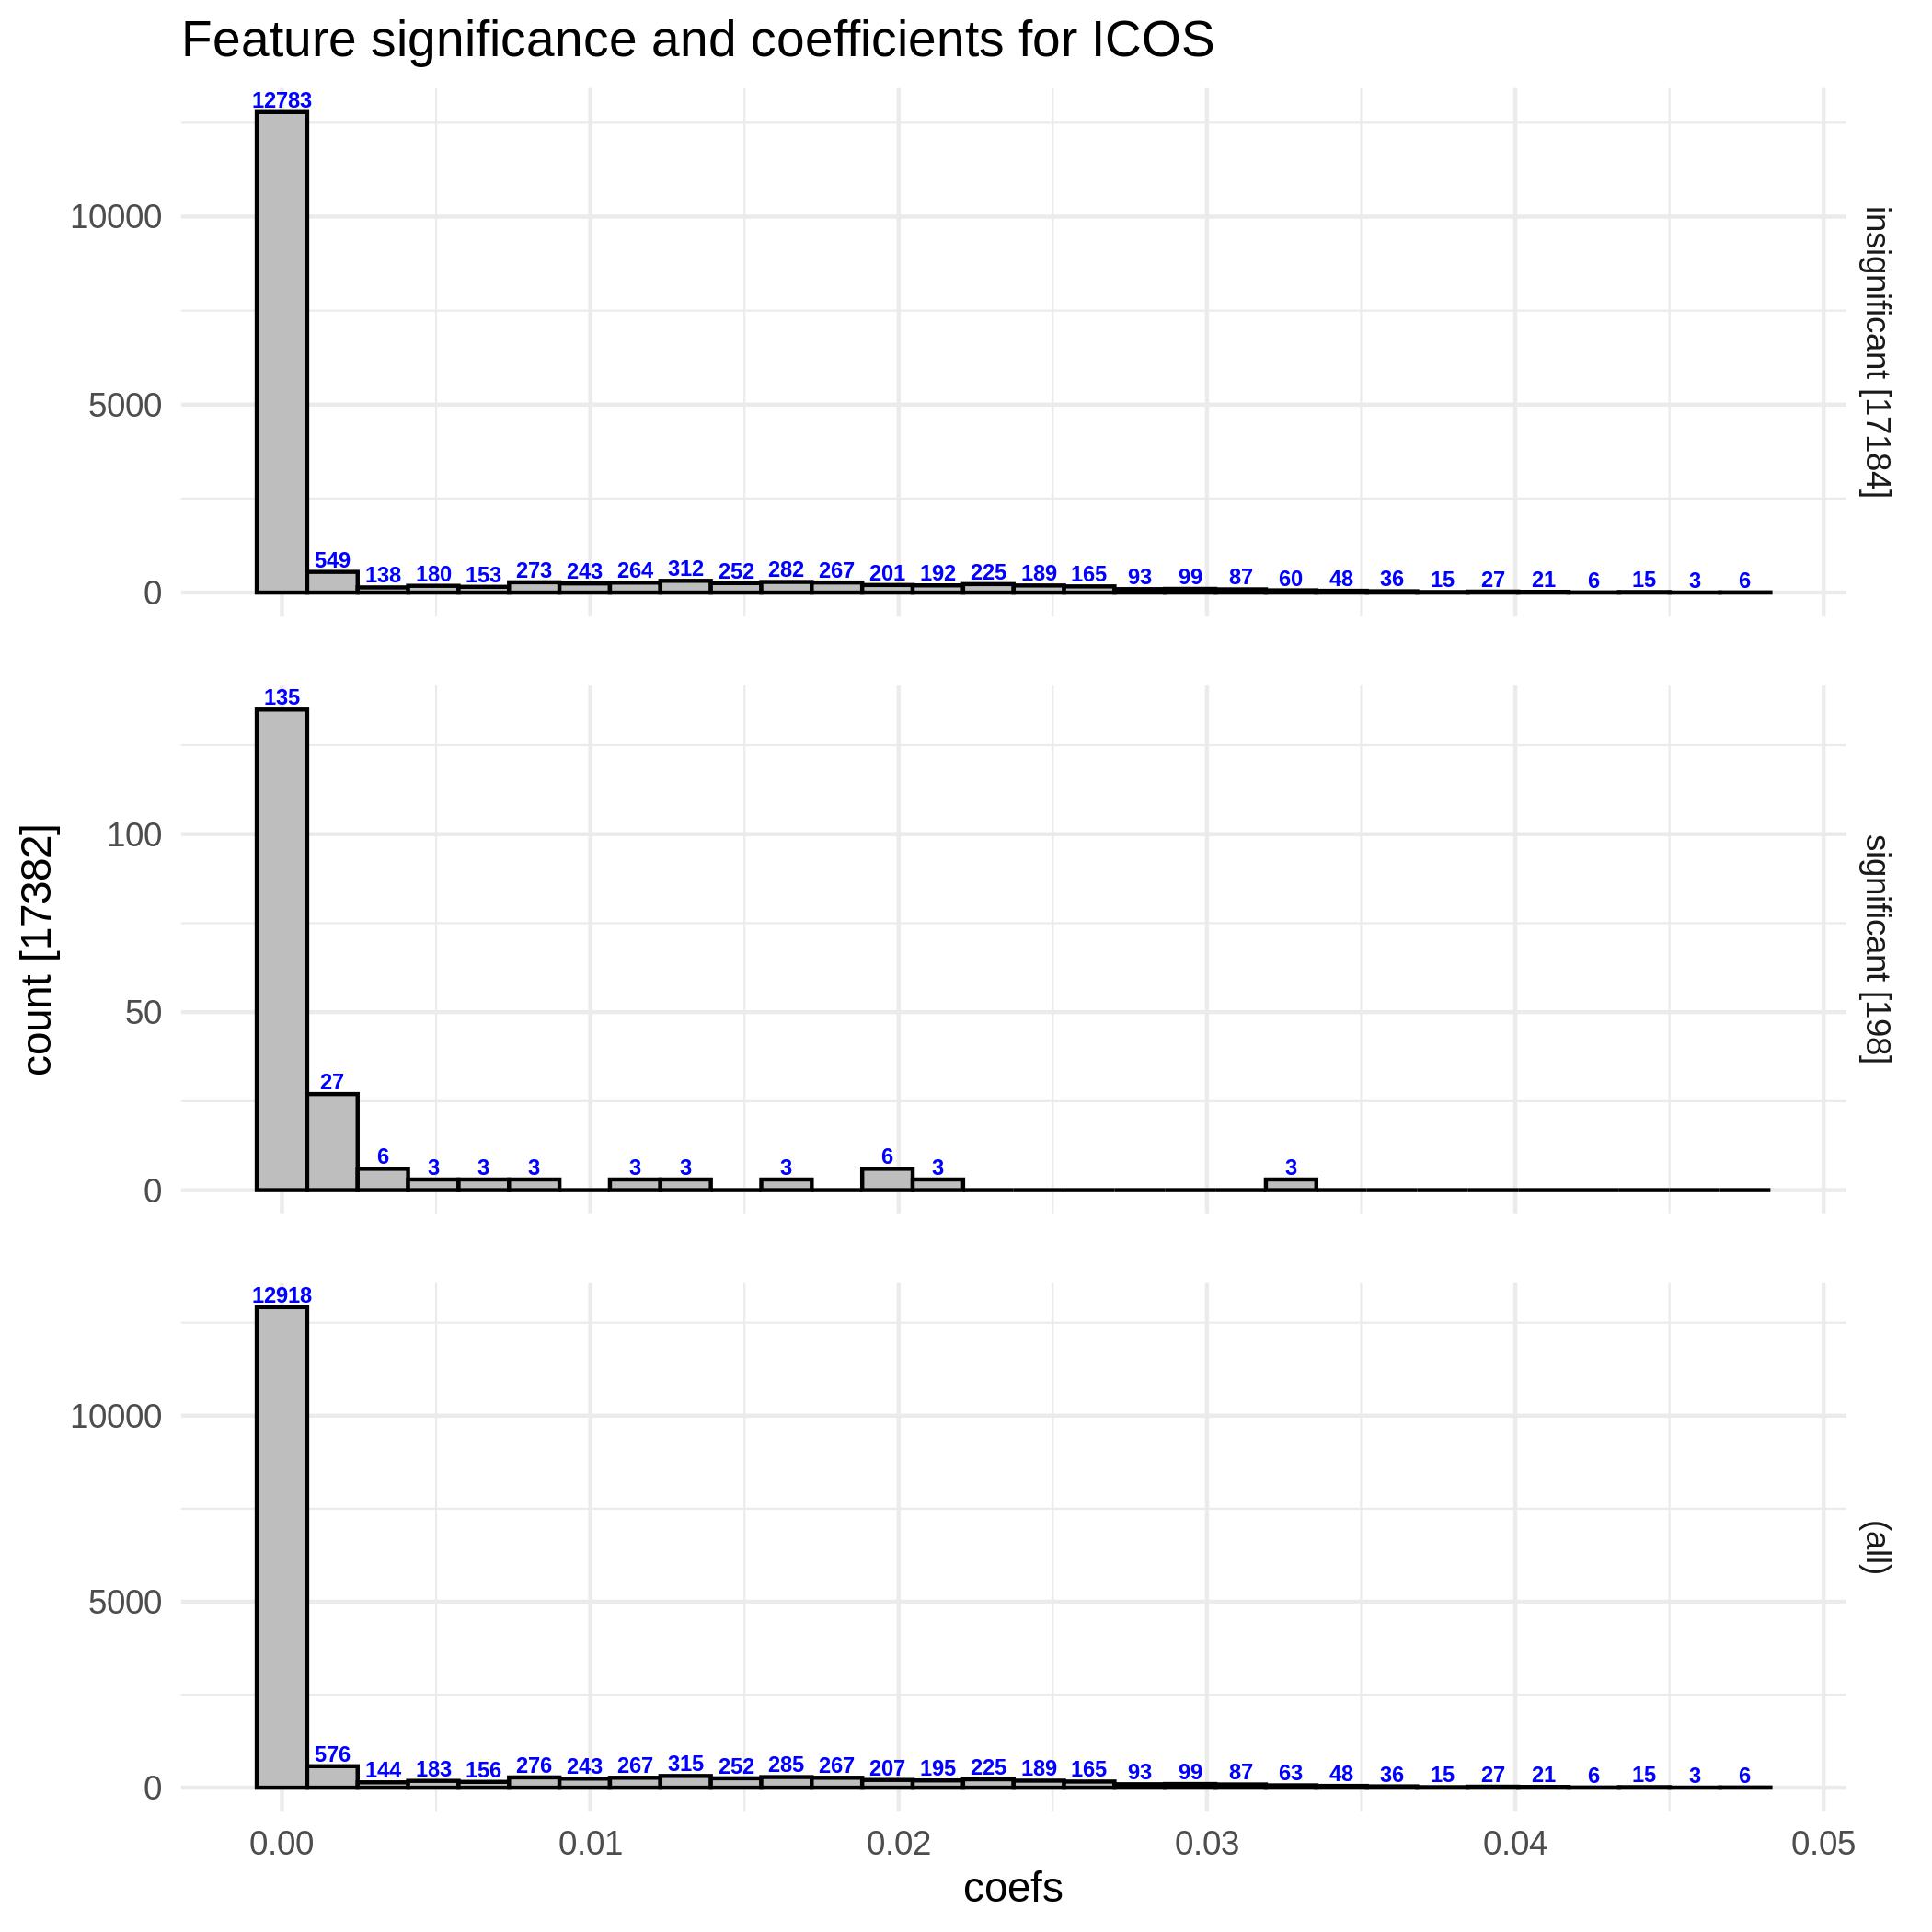 Feature significance and coefficients for ICOS
12783
549 138 180 153 273 243 264 312 252 282 267 201 192 225 189 165 93 99 87 60 48 36 15 27 21 6 15 3 6
10000
5000
0
insignificant [17184]
135
27
6 3 3 3 3 3 3 6 3 3
100
50
0
significant [198]
count [17382]
12918
576 144 183 156 276 243 267 315 252 285 267 207 195 225 189 165 93 99 87 63 48 36 15 27 21 6 15 3 6
10000
5000
0
(all)
0.00 0.01 0.02 0.03 0.04 0.05
coefs